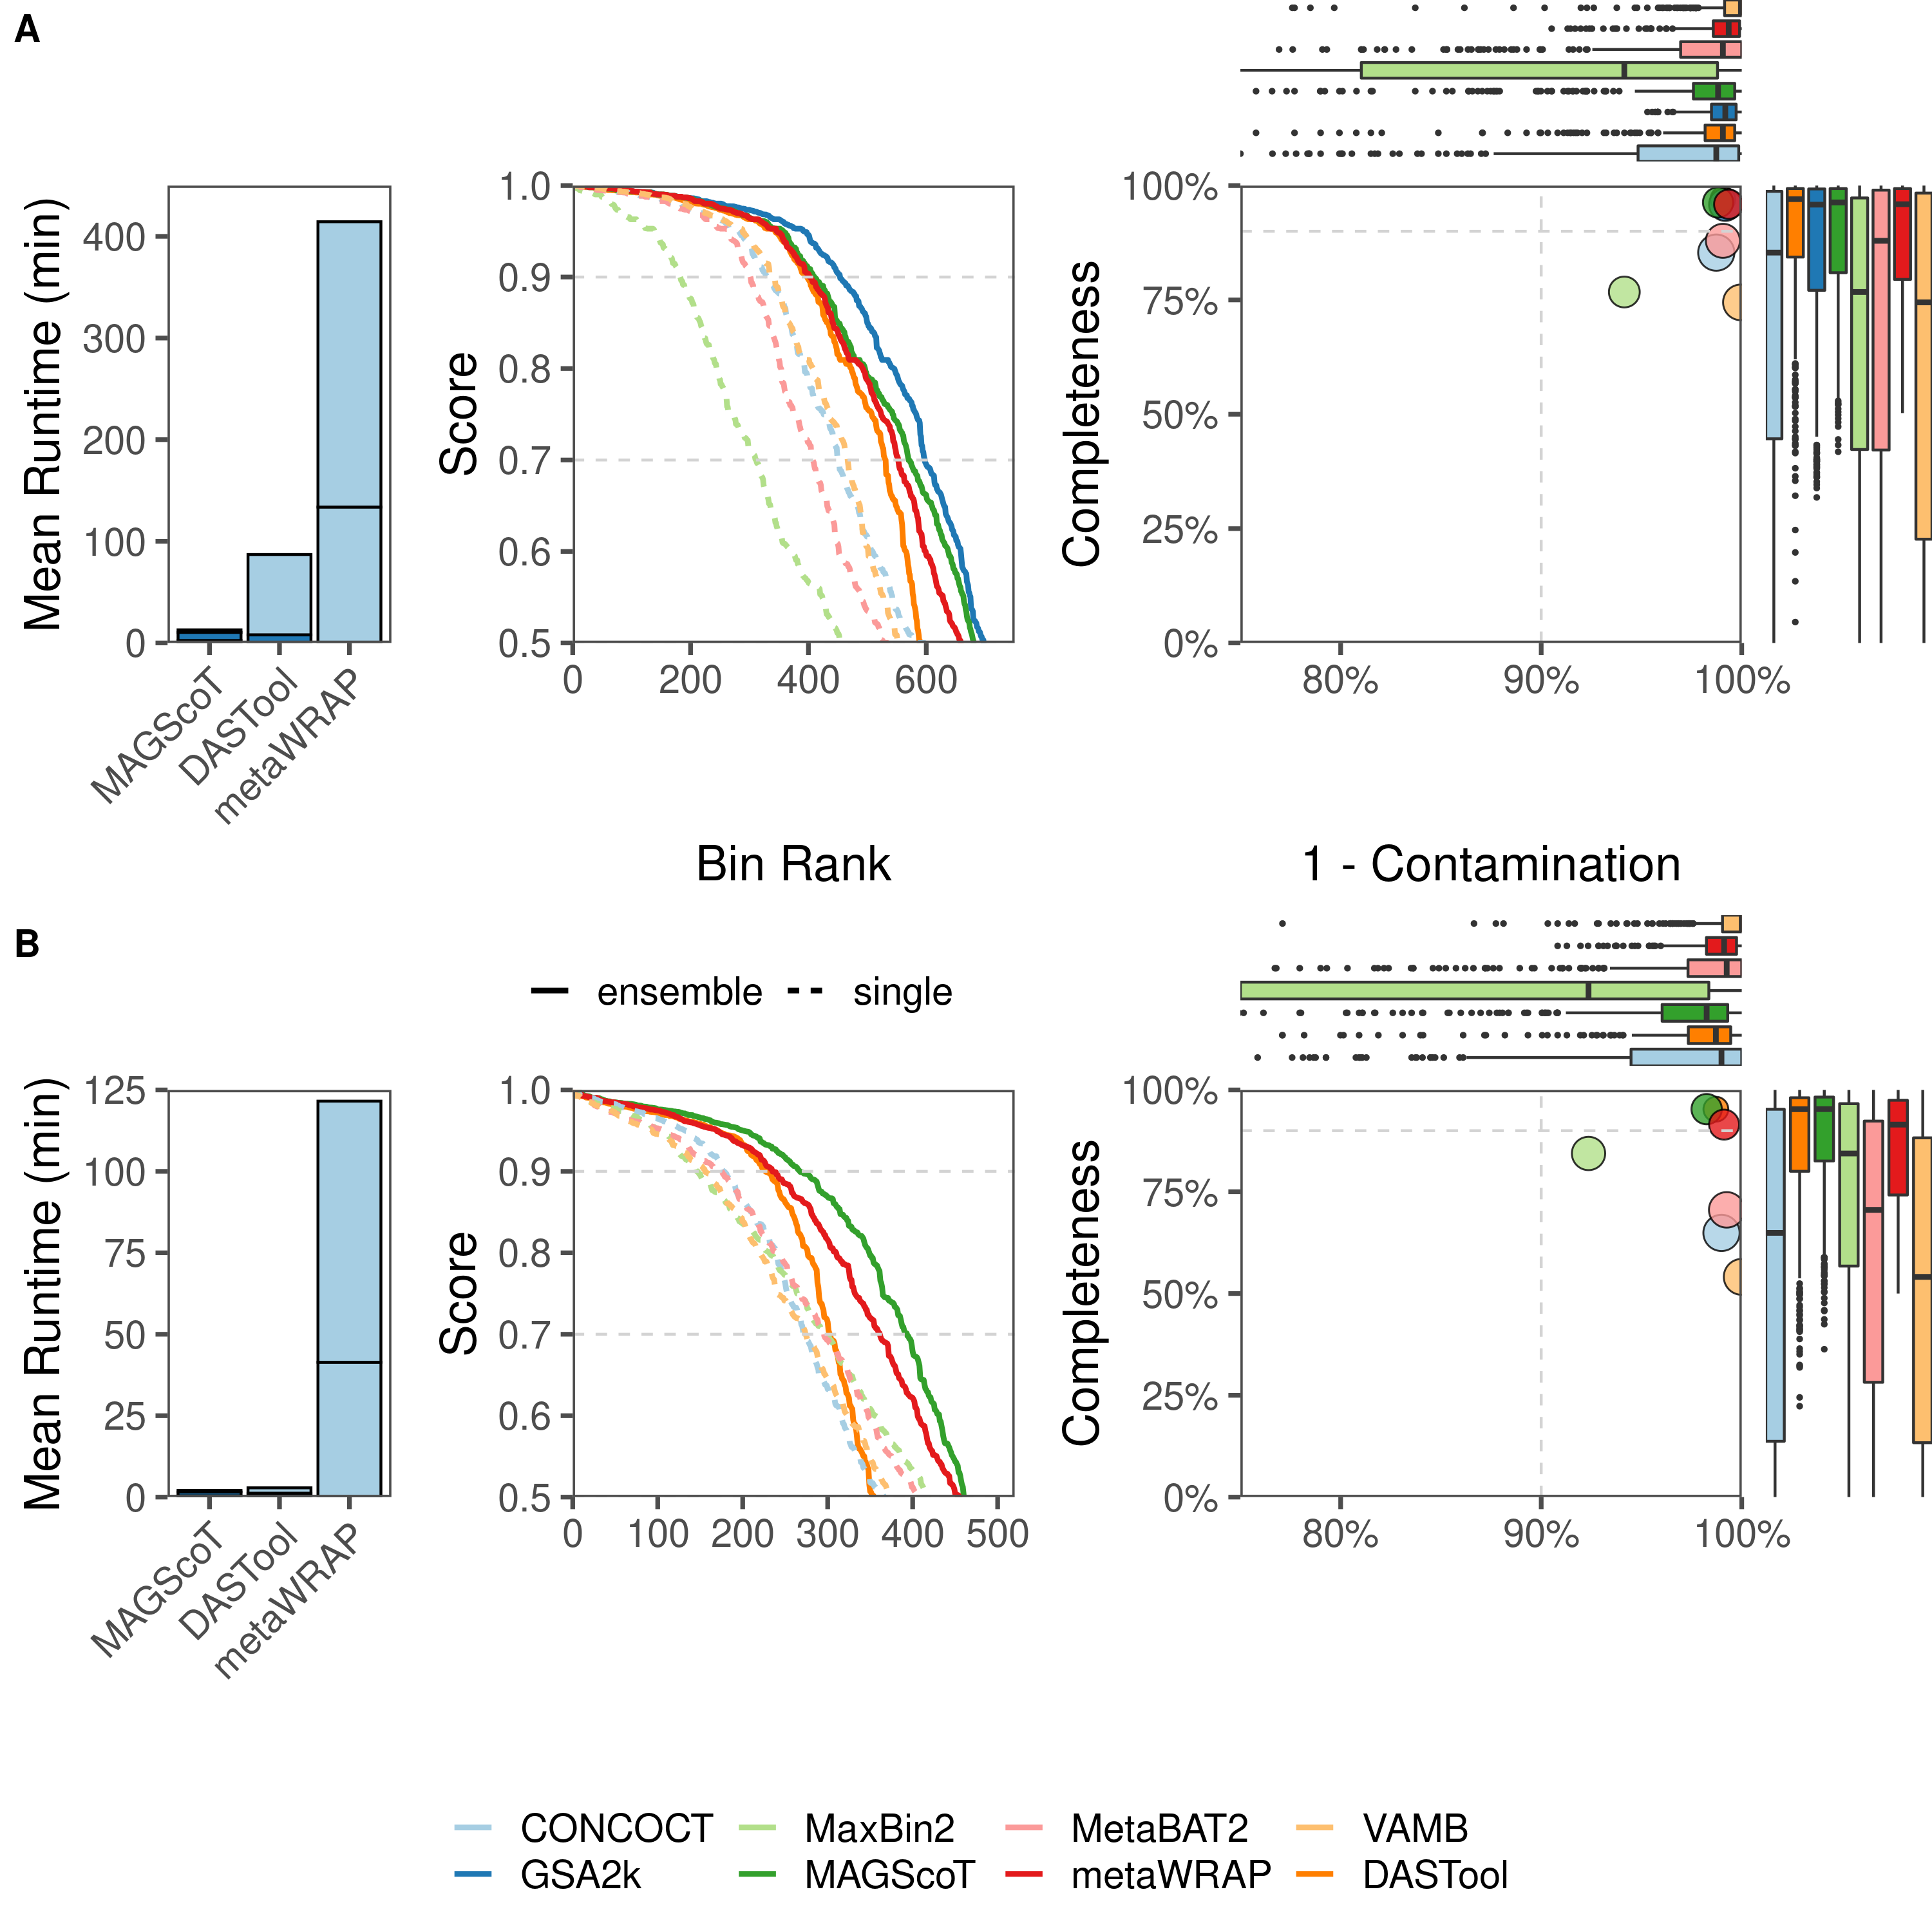 A
Mean Runtime (min)
400
300
200
100
0
MAGScoT
DASTool
metaWRAP
Score
1.0
0.9
0.8
0.7
0.6
0.5
0
200
400
600
Bin Rank
Completeness
100%
75%
50%
25%
0%
80%
90%
100%
1 - Contamination
B
ensemble
single
Mean Runtime (min)
125
100
75
50
25
0
MAGScoT
DASTool
metaWRAP
Score
1.0
0.9
0.8
0.7
0.6
0.5
0
100
200
300
400
500
Completeness
100%
75%
50%
25%
0%
80%
90%
100%
CONCOCT
MaxBin2
MetaBAT2
VAMB
GSA2k
MAGScoT
metaWRAP
DASTool